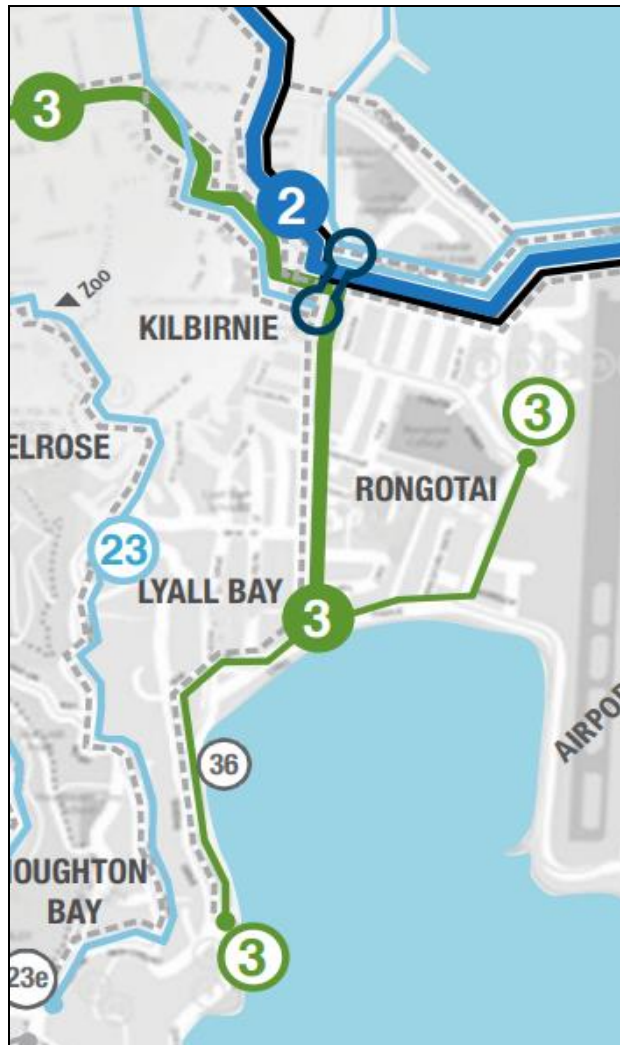 3
2
Zoo
KILBIRNIE
3
ELROSE
RONGOTAI
23
LYALL BAY
3
AIRPO
36
OUGHTON
BAY
3
23e